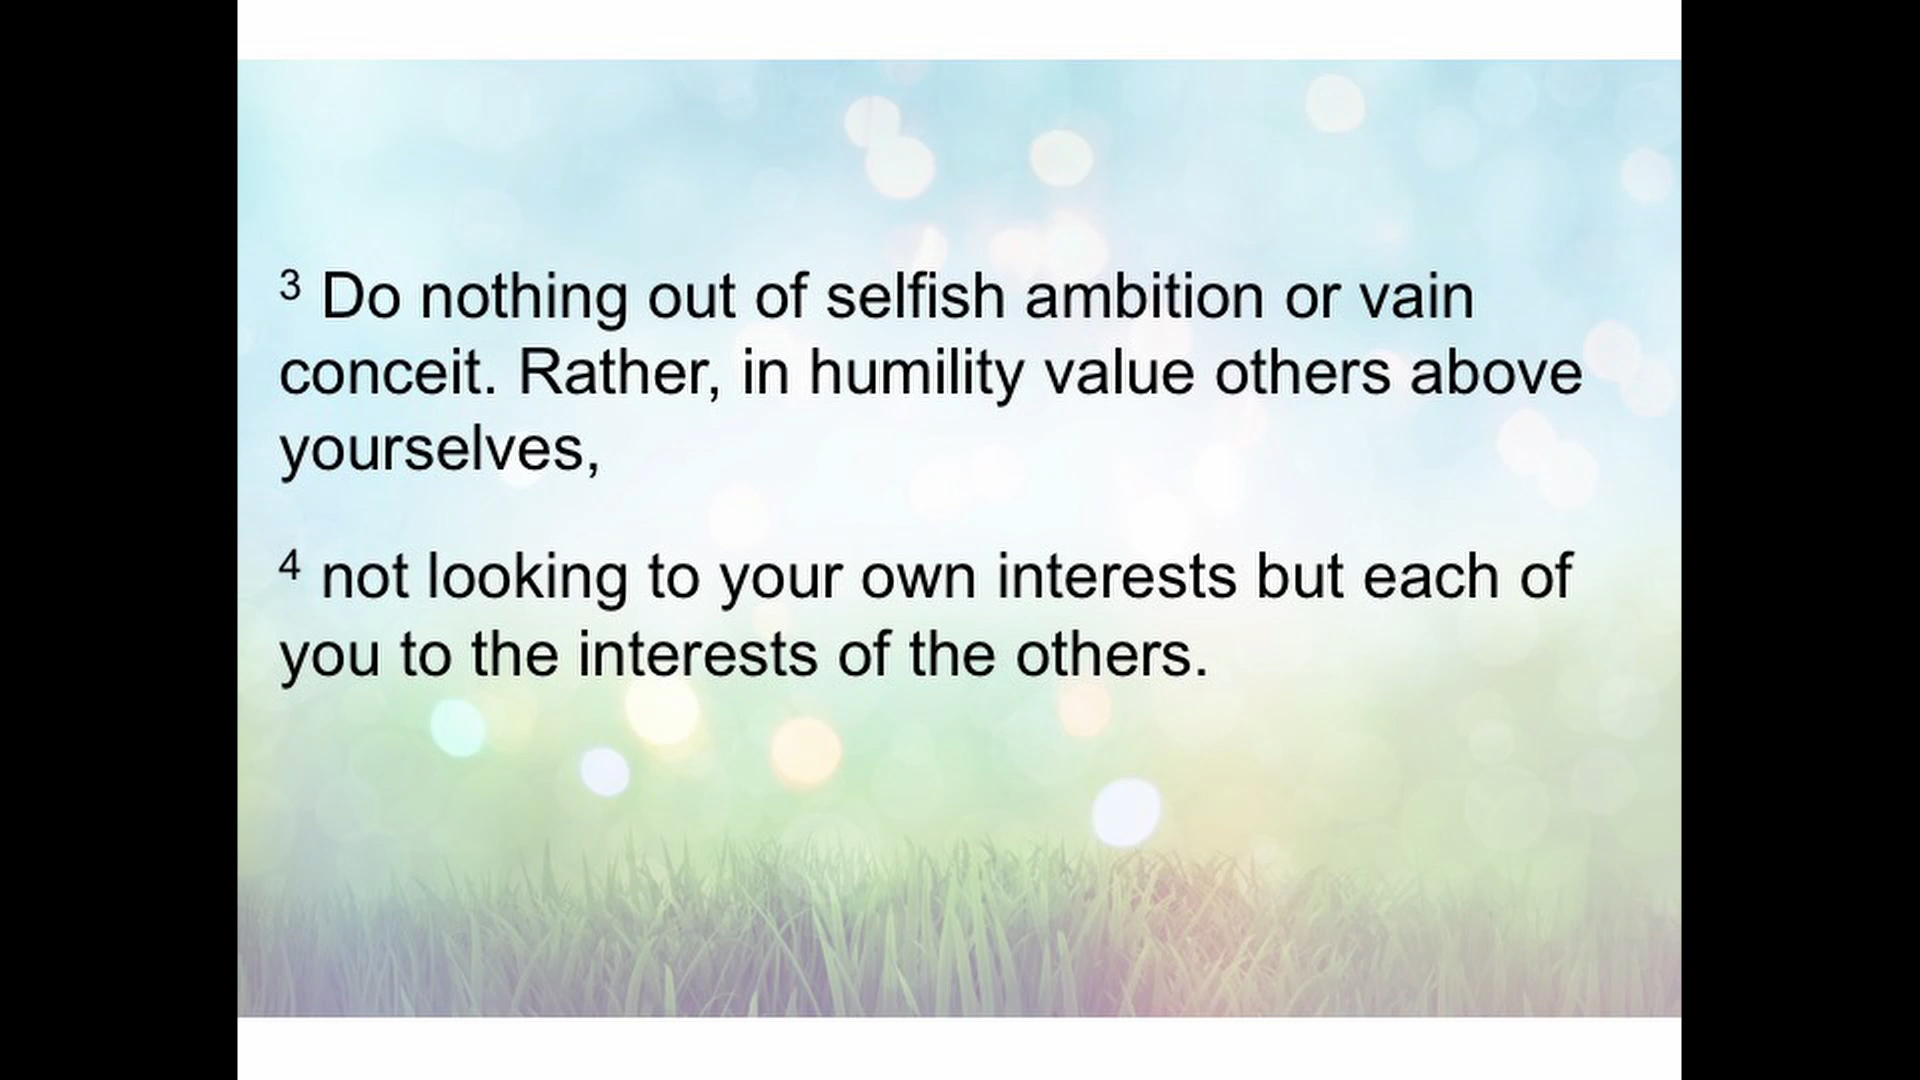 3 Do nothing out of selfish ambition or vain
conceit. Rather, in humility value others above
yourselves,
4 not looking to your own interests but each of
you to the interests of the others.